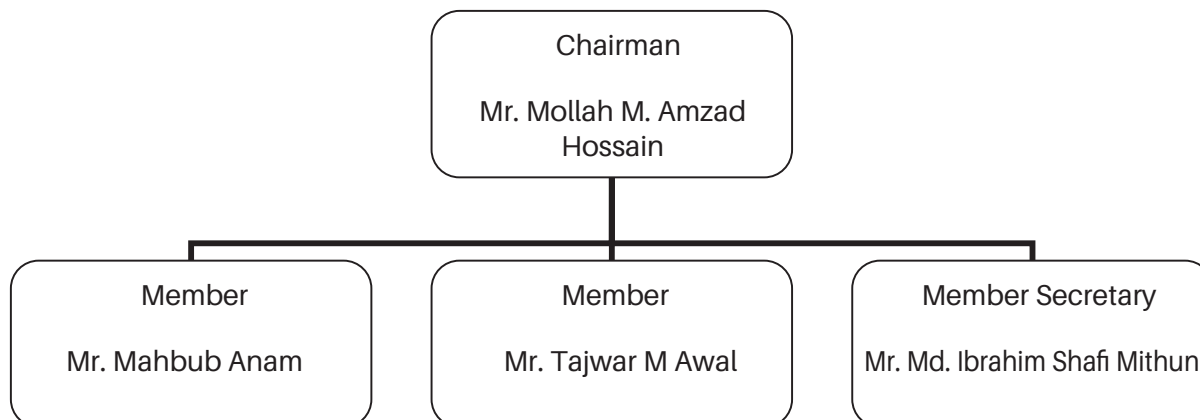 Chairman
Mr. Mollah M. Amzad
Hossain
Member
Mr. Mahbub Anam
Member
Mr. Tajwar M Awal
Member Secretary
Mr. Md. Ibrahim Shafi Mithun